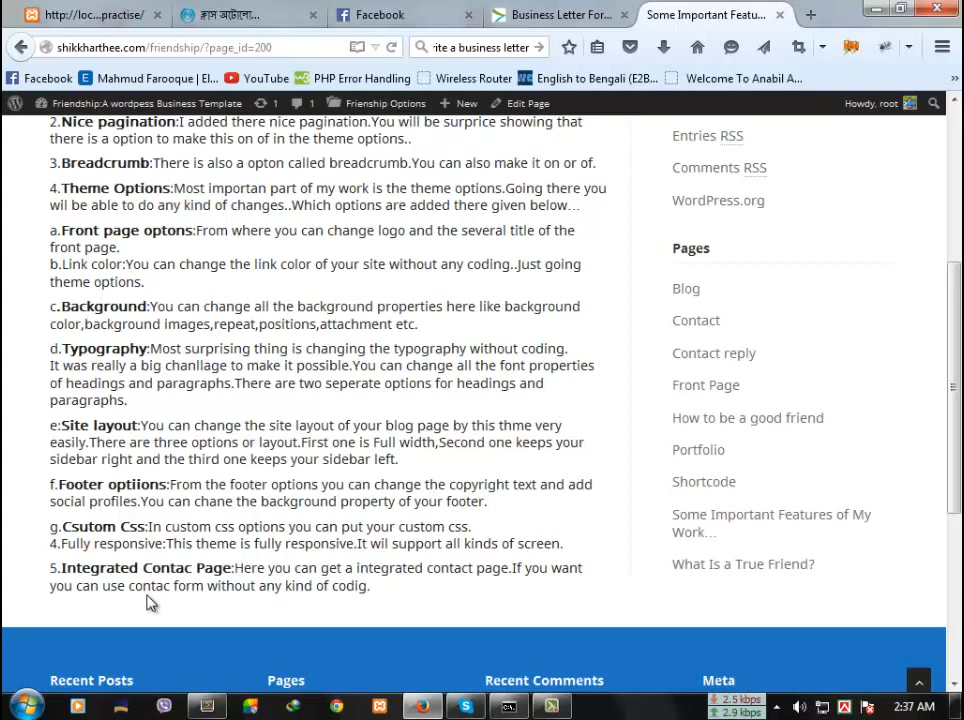 http://loc...practise/
ক্লাস অটোলো...
Facebook
Business Letter For...
Some Important Featu...
shikkharthee.com/friendship/?page_id=200
rite a business letter
Facebook
Mahmud Farooque | El...
YouTube
PHP Error Handling
Wireless Router
English to Bengali (E2B...
Welcome To Anabil A...
Friendship:A wordpess Business Template
1
1
Frienship Options
New
Edit Page
Howdy, root
2.Nice pagination:I added there nice pagination.You will be surprice showing that
there is a option to make this on of in the theme options..
3.Breadcrumb:There is also a opton called breadcrumb.You can also make it on or of.
4.Theme Options:Most importan part of my work is the theme options.Going there you
will be able to do any kind of changes..Which options are added there given below…
a.Front page optons:From where you can change logo and the several title of the
front page.
b.Link color:You can change the link color of your site without any coding..Just going
theme options.
c.Background:You can change all the background properties here like background
color,background images,repeat,positions,attachment etc.
d.Typography:Most surprising thing is changing the typography without coding.
It was really a big chanllage to make it possible.You can change all the font properties
of headings and paragraphs.There are two seperate options for headings and
paragraphs.
e:Site layout:You can change the site layout of your blog page by this thme very
easily.There are three options or layout.First one is Full width,Second one keeps your
sidebar right and the third one keeps your sidebar left.
f.Footer optiions:From the footer options you can change the copyright text and add
social profiles.You can chane the background property of your footer.
g.Csutom Css:In custom css options you can put your custom css.
4.Fully responsive:This theme is fully responsive.It wil support all kinds of screen.
5.Integrated Contac Page:Here you can get a integrated contact page.If you want
you can use contac form without any kind of codig.
Entries RSS
Comments RSS
WordPress.org
Pages
Blog
Contact
Contact reply
Front Page
How to be a good friend
Portfolio
Shortcode
Some Important Features of My
Work…
What Is a True Friend?
Recent Posts
Pages
Recent Comments
Meta
2.5 kbps
2.9 kbps
2:37 AM